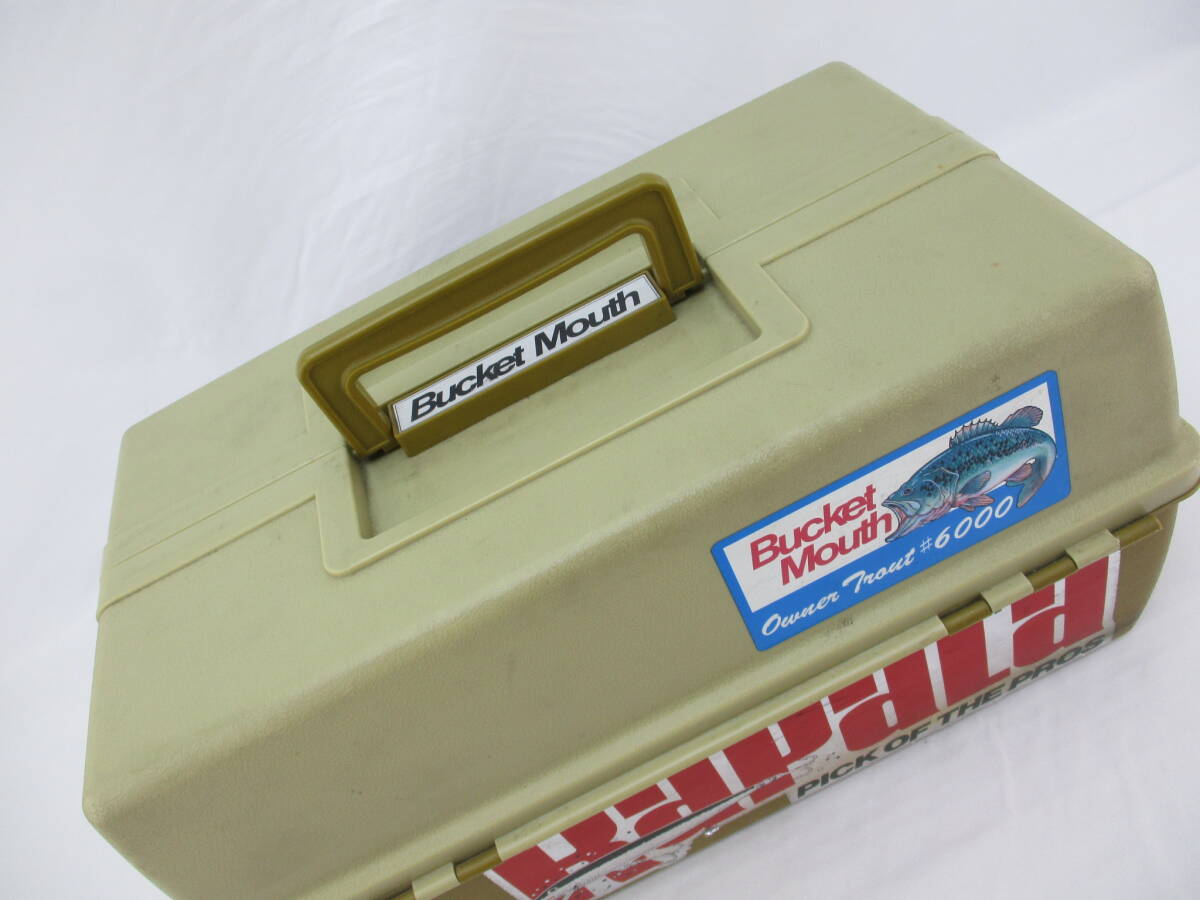 Bucket Mouth
Bucket
Mouth
Owner Trout #6000
Rapala
PICK OF THE PROS